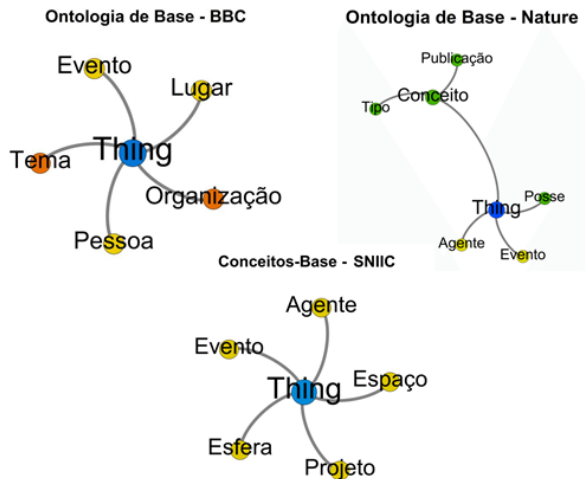 Ontologia de Base - BBC
Evento
Lugar
Thing
Tema
Organização
Pessoa
Ontologia de Base - Nature
Publicação
Conceito
Tipo
Posse
Thing
Agente
Evento
Conceitos-Base - SNIIC
Agente
Evento
Thing
Espaço
Esfera
Projeto